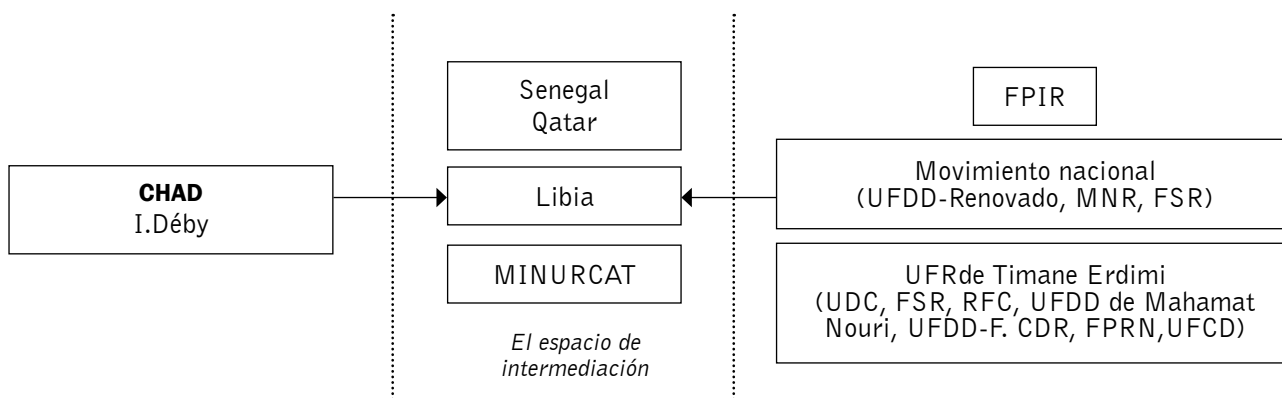 CHAD
I.Déby
Senegal
Qatar
Libia
MINURCAT
El espacio de
intermediación
FPIR
Movimiento nacional
(UFDD-Renovado, MNR, FSR)
UFRde Timane Erdimi
(UDC, FSR, RFC, UFDD de Mahamat
Nouri, UFDD-F. CDR, FPRN,UFCD)